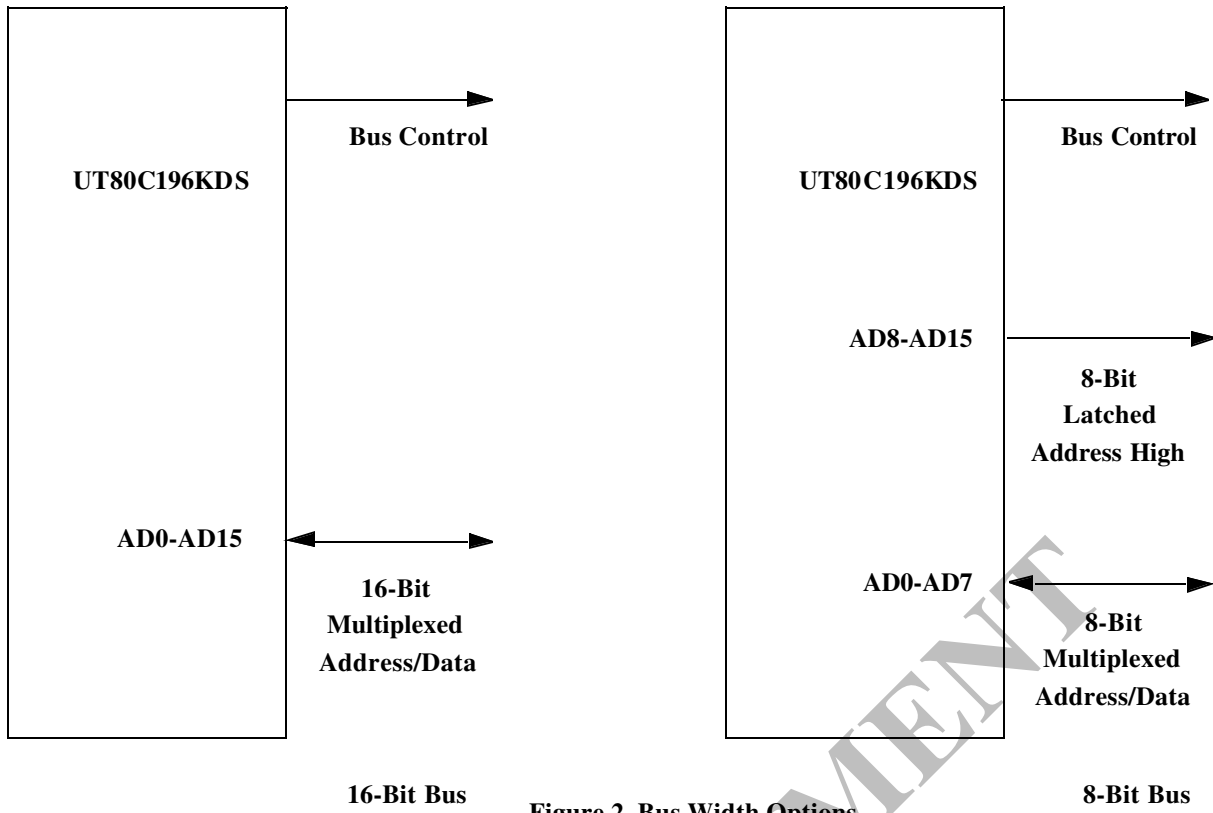 Bus Control
UT80C196KDS
AD0-AD15
16-Bit
Multiplexed
Address/Data
16-Bit Bus
Bus Control
UT80C196KDS
AD8-AD15
8-Bit
Latched
Address High
AD0-AD7
8-Bit
Multiplexed
Address/Data
8-Bit Bus
Figure 2. Bus Width Options